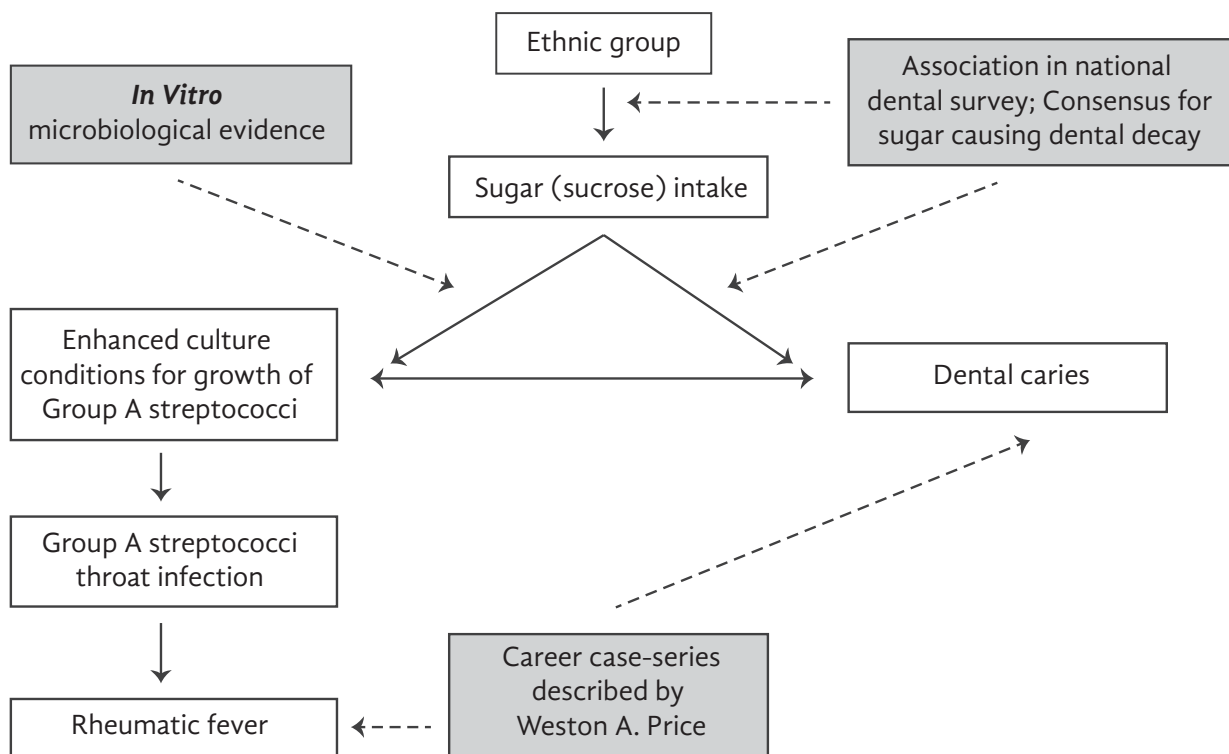 Ethnic group
In Vitro
microbiological evidence
Association in national
dental survey; Consensus for
sugar causing dental decay
Sugar (sucrose) intake
Enhanced culture
conditions for growth of
Group A streptococci
Dental caries
Group A streptococci
throat infection
Career case-series
described by
Weston A. Price
Rheumatic fever